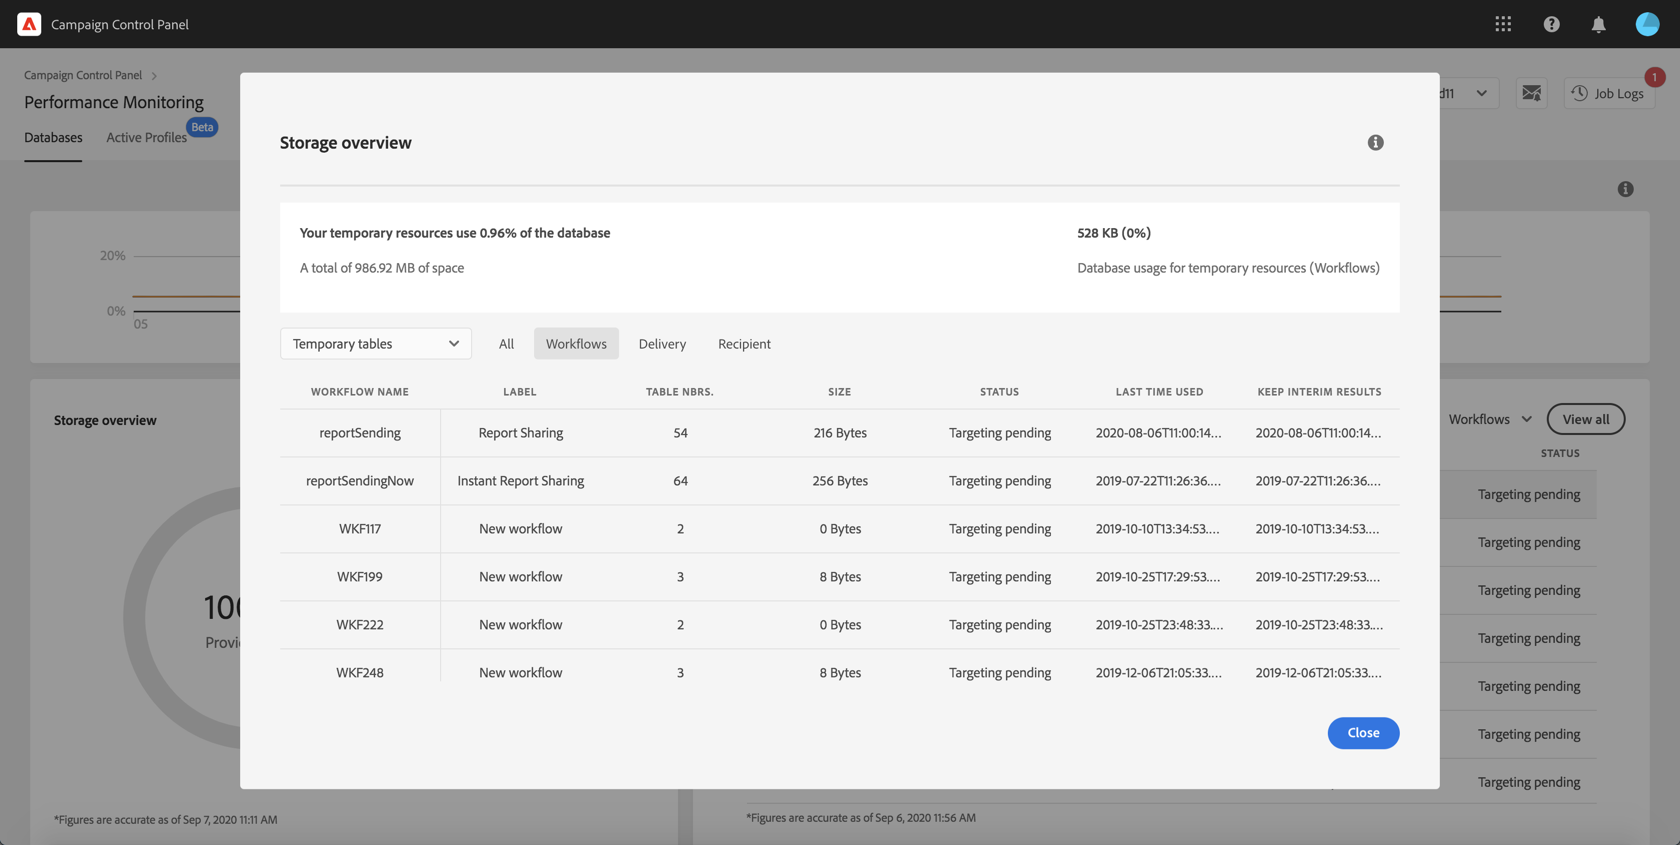 Campaign Control Panel
Campaign Control Panel
Performance Monitoring
Databases
Active Profiles
Beta
d11
Job Logs
1
20%
0%
05
Storage overview
Your temporary resources use 0.96% of the database
A total of 986.92 MB of space
528 KB (0%)
Database usage for temporary resources (Workflows)
Temporary tables All Workflows Delivery Recipient
WORKFLOW NAME LABEL TABLE NBRS. SIZE STATUS LAST TIME USED KEEP INTERIM RESULTS
reportSending Report Sharing 54 216 Bytes Targeting pending 2020-08-06T11:00:14... 2020-08-06T11:00:14...
reportSendingNow Instant Report Sharing 64 256 Bytes Targeting pending 2019-07-22T11:26:36.... 2019-07-22T11:26:36....
WKF117 New workflow 2 0 Bytes Targeting pending 2019-10-10T13:34:53.... 2019-10-10T13:34:53....
WKF199 New workflow 3 8 Bytes Targeting pending 2019-10-25T17:29:53.... 2019-10-25T17:29:53....
WKF222 New workflow 2 0 Bytes Targeting pending 2019-10-25T23:48:33.... 2019-10-25T23:48:33....
WKF248 New workflow 3 8 Bytes Targeting pending 2019-12-06T21:05:33.... 2019-12-06T21:05:33....
Close
Storage overview
100
*Figures are accurate as of Sep 7, 2020 11:11 AM
Workflows View all
STATUS
Targeting pending
Targeting pending
Targeting pending
Targeting pending
Targeting pending
Targeting pending
Targeting pending
*Figures are accurate as of Sep 6, 2020 11:56 AM